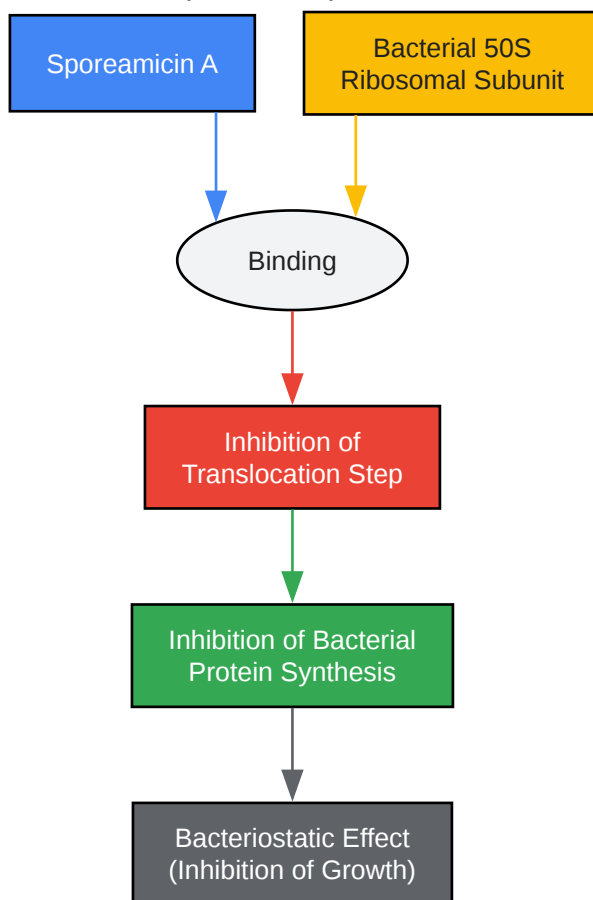 Sporeamicin A
Bacterial 50S
Ribosomal Subunit
Binding
Inhibition of
Translocation Step
Inhibition of Bacterial
Protein Synthesis
Bacteriostatic Effect
(Inhibition of Growth)